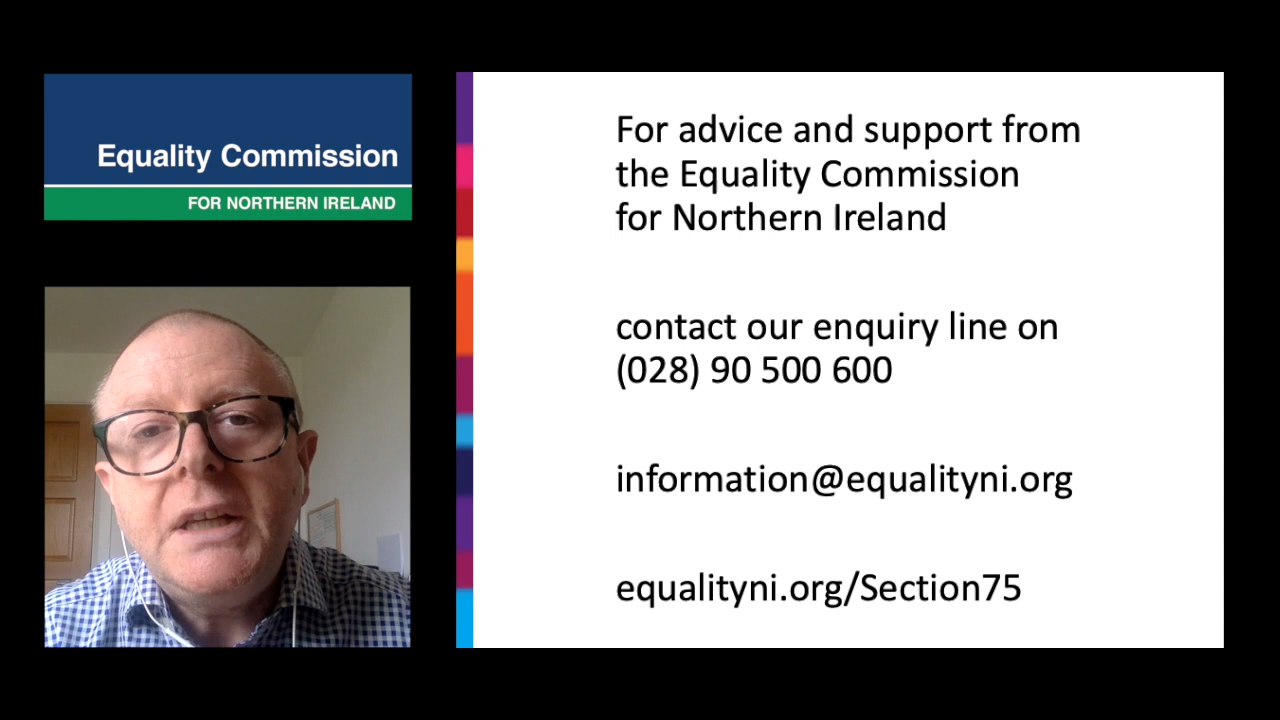 Equality Commission
FOR NORTHERN IRELAND
For advice and support from
the Equality Commission
for Northern Ireland
contact our enquiry line on
(028) 90 500 600
information@equalityni.org
equalityni.org/Section75